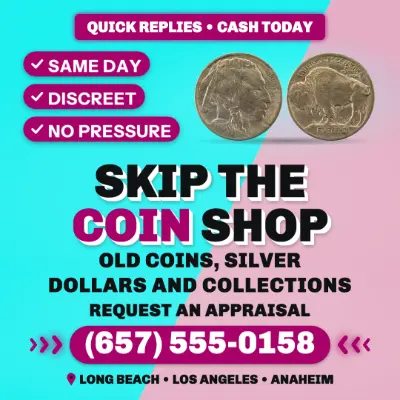 QUICK REPLIES • CASH TODAY
SAME DAY
DISCREET
NO PRESSURE
SKIP THE
COIN SHOP
OLD COINS, SILVER
DOLLARS AND COLLECTIONS
REQUEST AN APPRAISAL
(657) 555-0158
LONG BEACH • LOS ANGELES • ANAHEIM